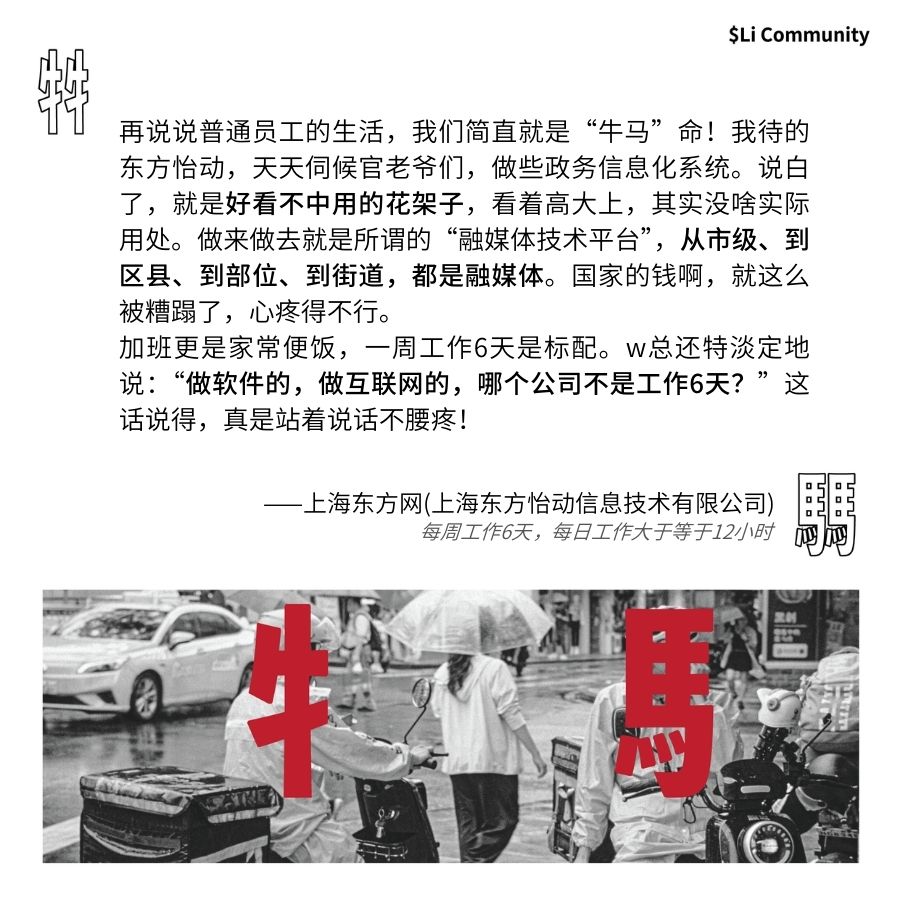 $Li Community
牪
再说说普通员工的生活，我们简直就是“牛马”命！我待的
东方怡动，天天伺候官老爷们，做些政务信息化系统。说白
了，就是好看不中用的花架子，看着高大上，其实没啥实际
用处。做来做去就是所谓的“融媒体技术平台”，从市级、到
区县、到部位、到街道，都是融媒体。国家的钱啊，就这么
被糟蹋了，心疼得不行。
加班更是家常便饭，一周工作6天是标配。w总还特淡定地
说：“做软件的，做互联网的，哪个公司不是工作6天？”这
话说得，真是站着说话不腰疼！
——上海东方网(上海东方怡动信息技术有限公司)
每周工作6天，每日工作大于等于12小时
騳
牛 馬